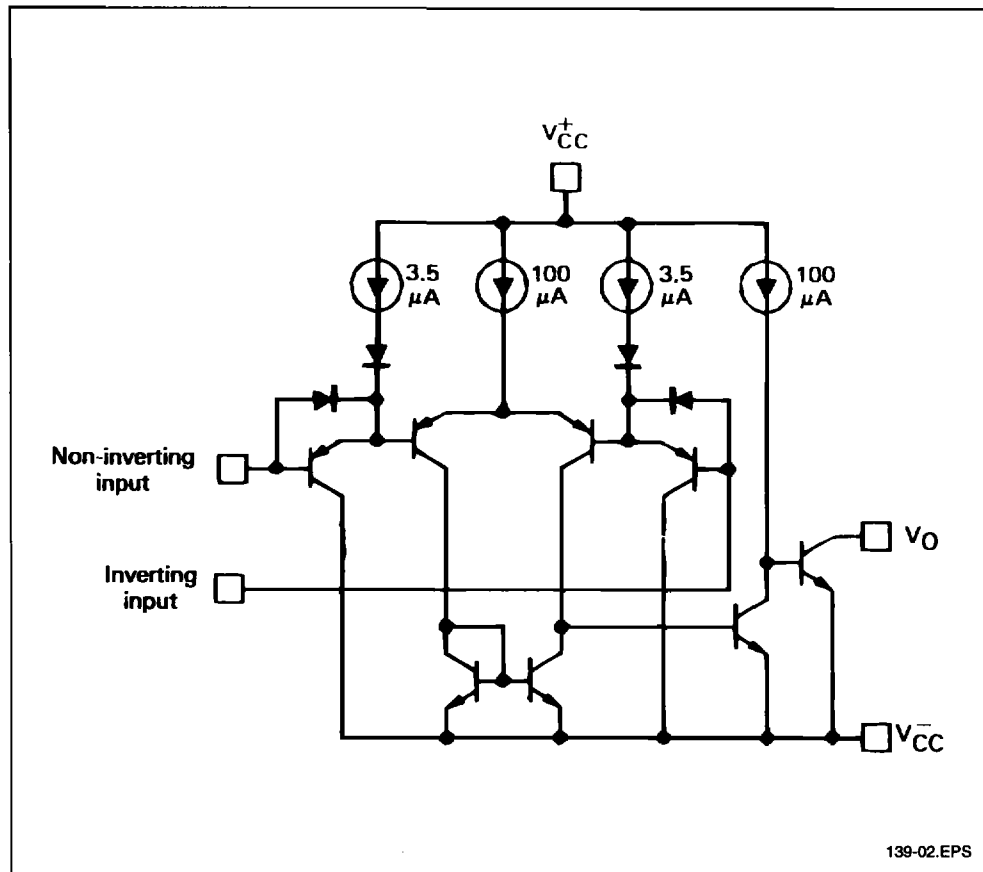 V+CC
3.5
µA
100
µA
3.5
µA
100
µA
Non-inverting
input
VO
Inverting
input
V−CC
139-02.EPS